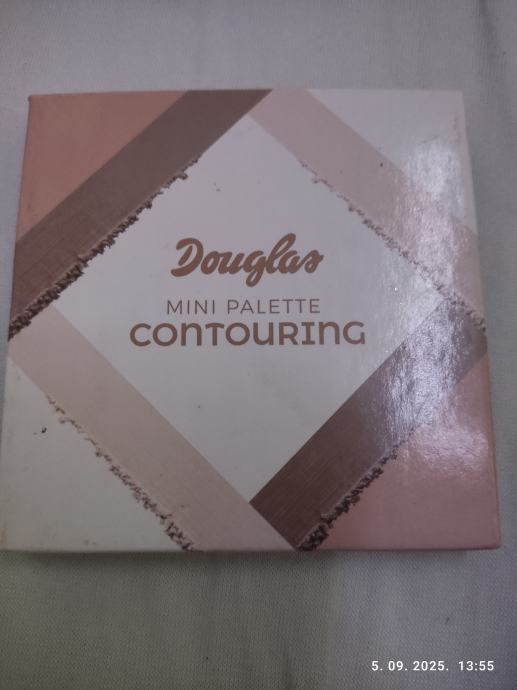 Douglas
MINI PALETTE
CONTOURING
5. 09. 2025. 13:55